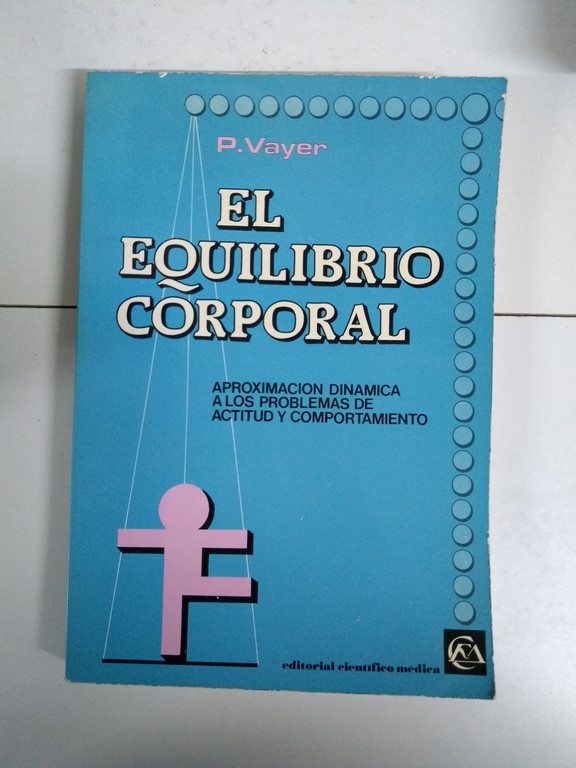 P. Vayer
EL
EQUILIBRIO
CORPORAL
APROXIMACION DINAMICA
A LOS PROBLEMAS DE
ACTITUD Y COMPORTAMIENTO
editorial científico-médica